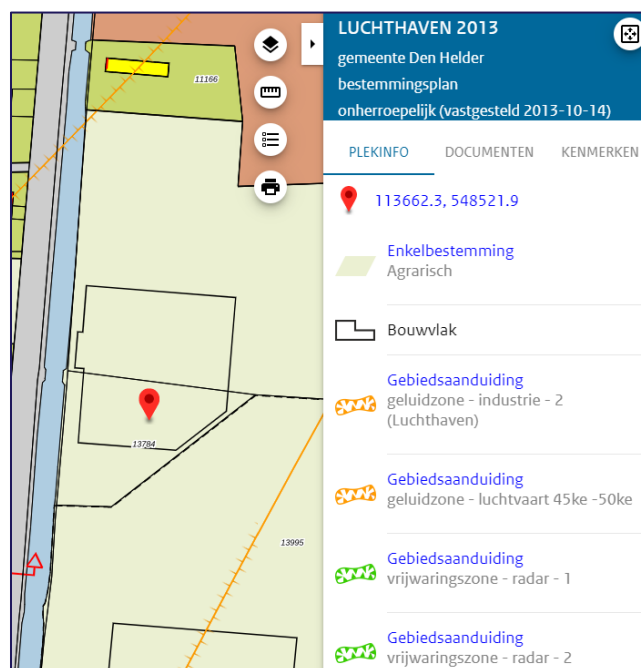 11166
13784
13995
LUCHTHAVEN 2013
gemeente Den Helder
bestemmingsplan
onherroepelijk (vastgesteld 2013-10-14)
PLEKINFO DOCUMENTEN KENMERKEN
113662.3, 548521.9
Enkelbestemming
Agrarisch
Bouwvlak
Gebiedsaanduiding
geluidzone - industrie - 2
(Luchthaven)
Gebiedsaanduiding
geluidzone - luchtvaart 45ke -50ke
Gebiedsaanduiding
vrijwaringszone - radar - 1
Gebiedsaanduiding
vrijwaringszone - radar - 2